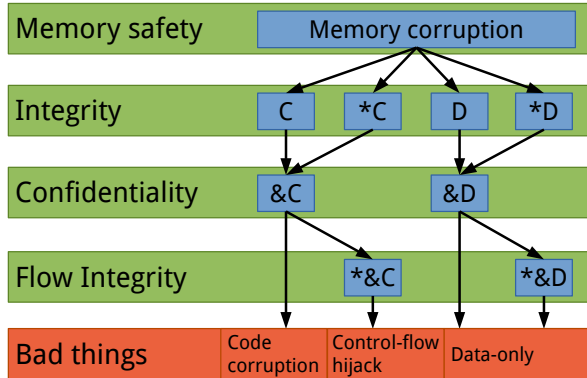 Memory safety
Memory corruption
Integrity
C
*C
D
*D
Confidentiality
&C
&D
Flow Integrity
*&C
*&D
Bad things
Code
corruption
Control-flow
hijack
Data-only